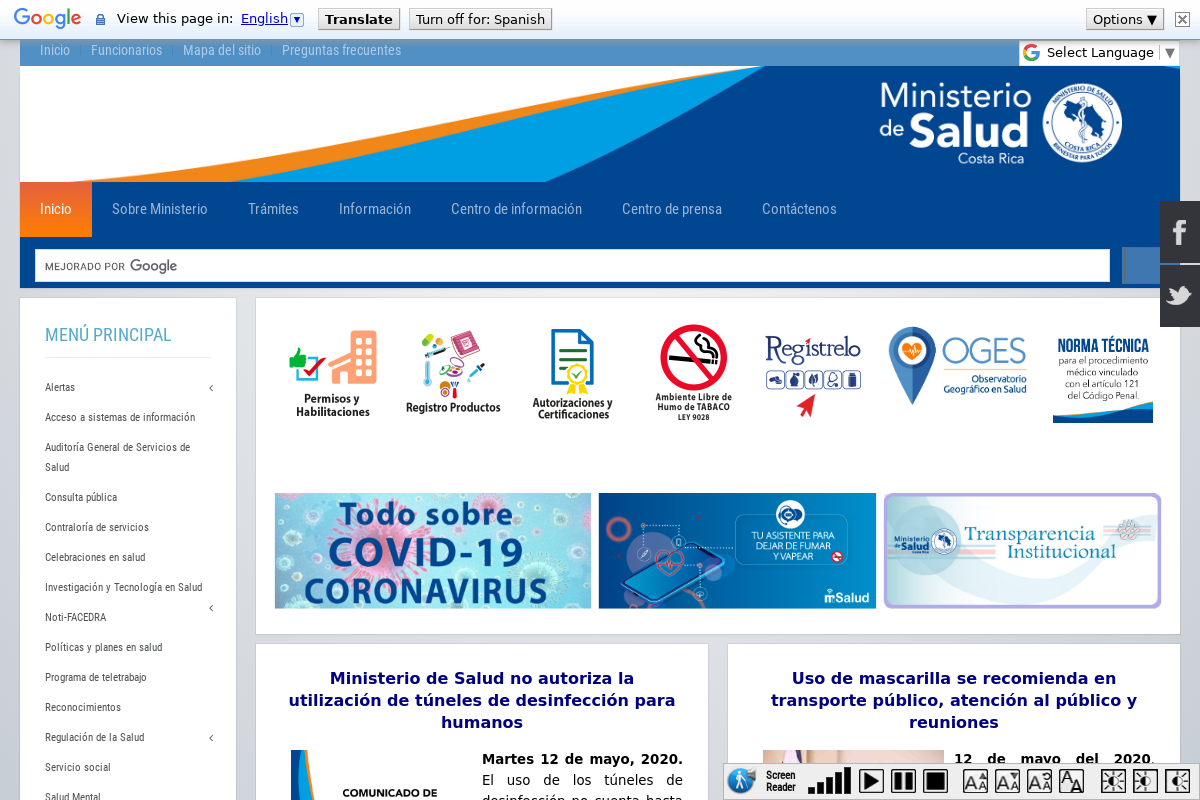 Google View this page in: English ▼ Translate Turn off for: Spanish Options ▼
Inicio Funcionarios Mapa del sitio Preguntas frecuentes
Select Language ▼
Ministerio
de Salud
Costa Rica
MINISTERIO DE SALUD
COSTA RICA
BIENESTAR PARA TODOS
Inicio Sobre Ministerio Trámites Información Centro de información Centro de prensa Contáctenos
MEJORADO POR Google
MENÚ PRINCIPAL
Alertas
Acceso a sistemas de información
Auditoría General de Servicios de
Salud
Consulta pública
Contraloría de servicios
Celebraciones en salud
Investigación y Tecnología en Salud
Noti-FACEDRA
Políticas y planes en salud
Programa de teletrabajo
Reconocimientos
Regulación de la Salud
Servicio social
Salud Mental
Permisos y
Habilitaciones
Registro Productos
Autorizaciones y
Certificaciones
Ambiente Libre de
Humo de TABACO
LEY 9028
Regístrelo
OGES
Observatorio
Geográfico en Salud
NORMA TÉCNICA
para el procedimiento
médico vinculado
con el artículo 121
del Código Penal.
Todo sobre
COVID-19
CORONAVIRUS
TU ASISTENTE PARA
DEJAR DE FUMAR
Y VAPEAR
mSalud
Ministerio
de Salud
Transparencia
Institucional
Ministerio de Salud no autoriza la
utilización de túneles de desinfección para
humanos
COMUNICADO DE
Martes 12 de mayo, 2020.
El uso de los túneles de
desinfección no cuenta hasta
Uso de mascarilla se recomienda en
transporte público, atención al público y
reuniones
12 de mayo del 2020.
Screen
Reader